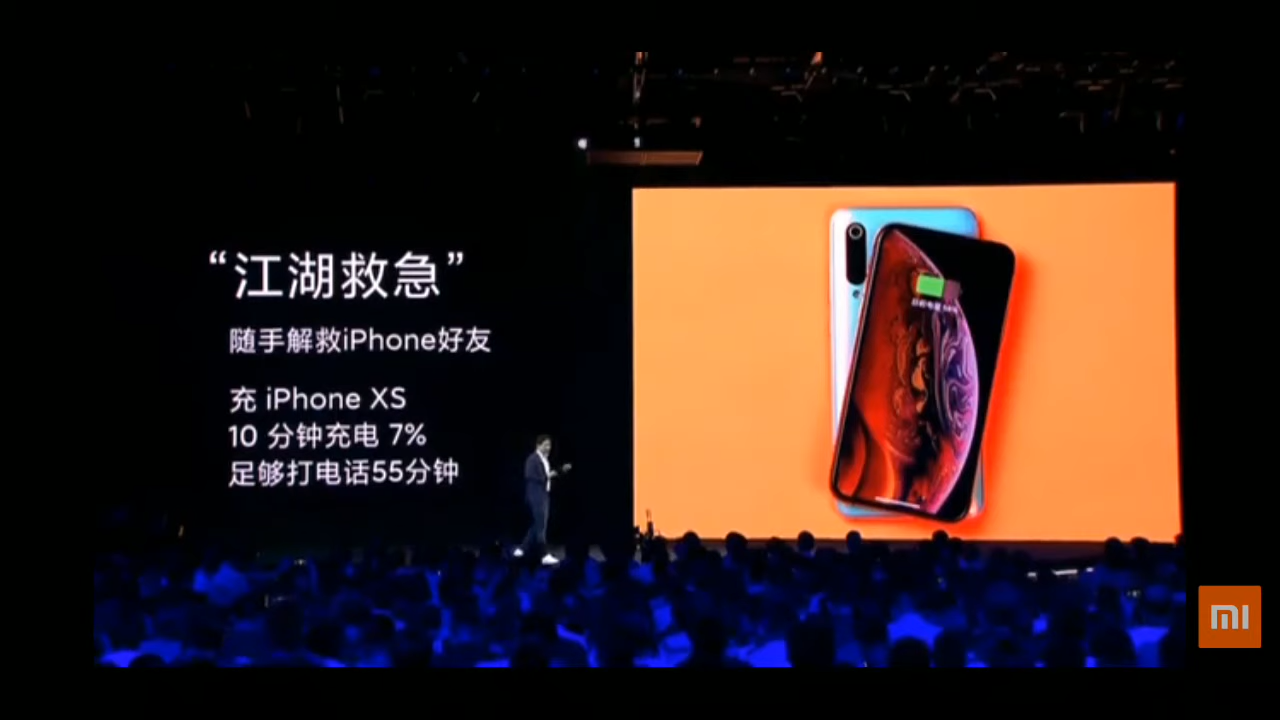 “江湖救急”
随手解救iPhone好友
充 iPhone XS
10 分钟充电 7%
足够打电话55分钟
mi